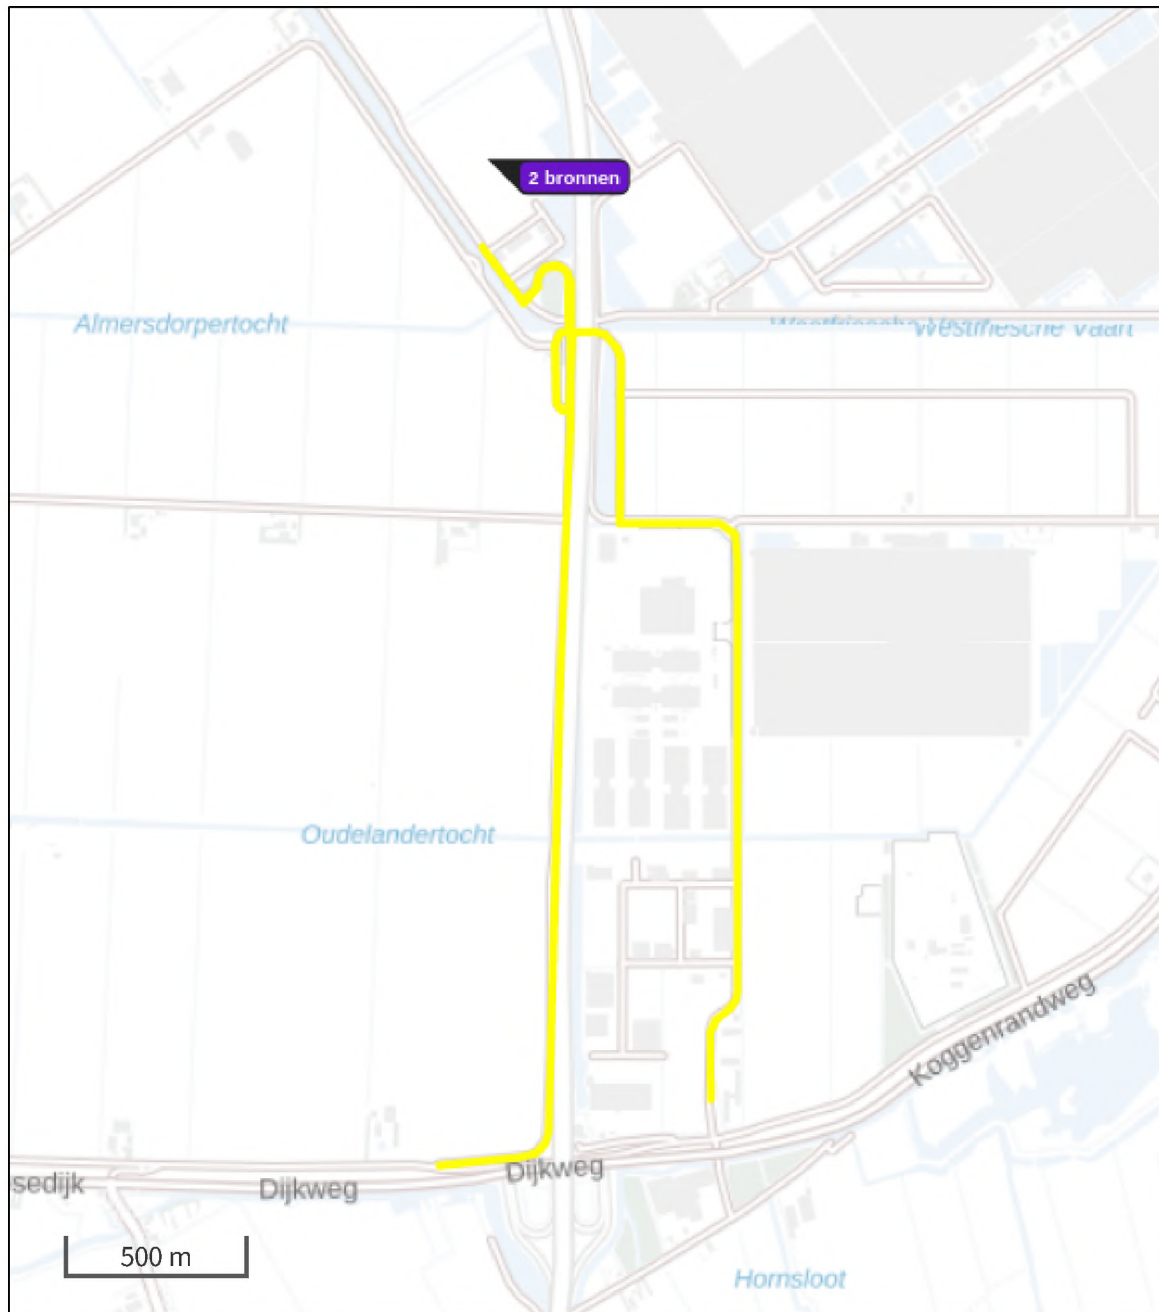 2 bronnen
Almersdorpertocht
Westfriesche Vaart
Oudelandertocht
Koggenrandweg
Dijkweg
sedijk
Dijkweg
500 m
Hornsloot